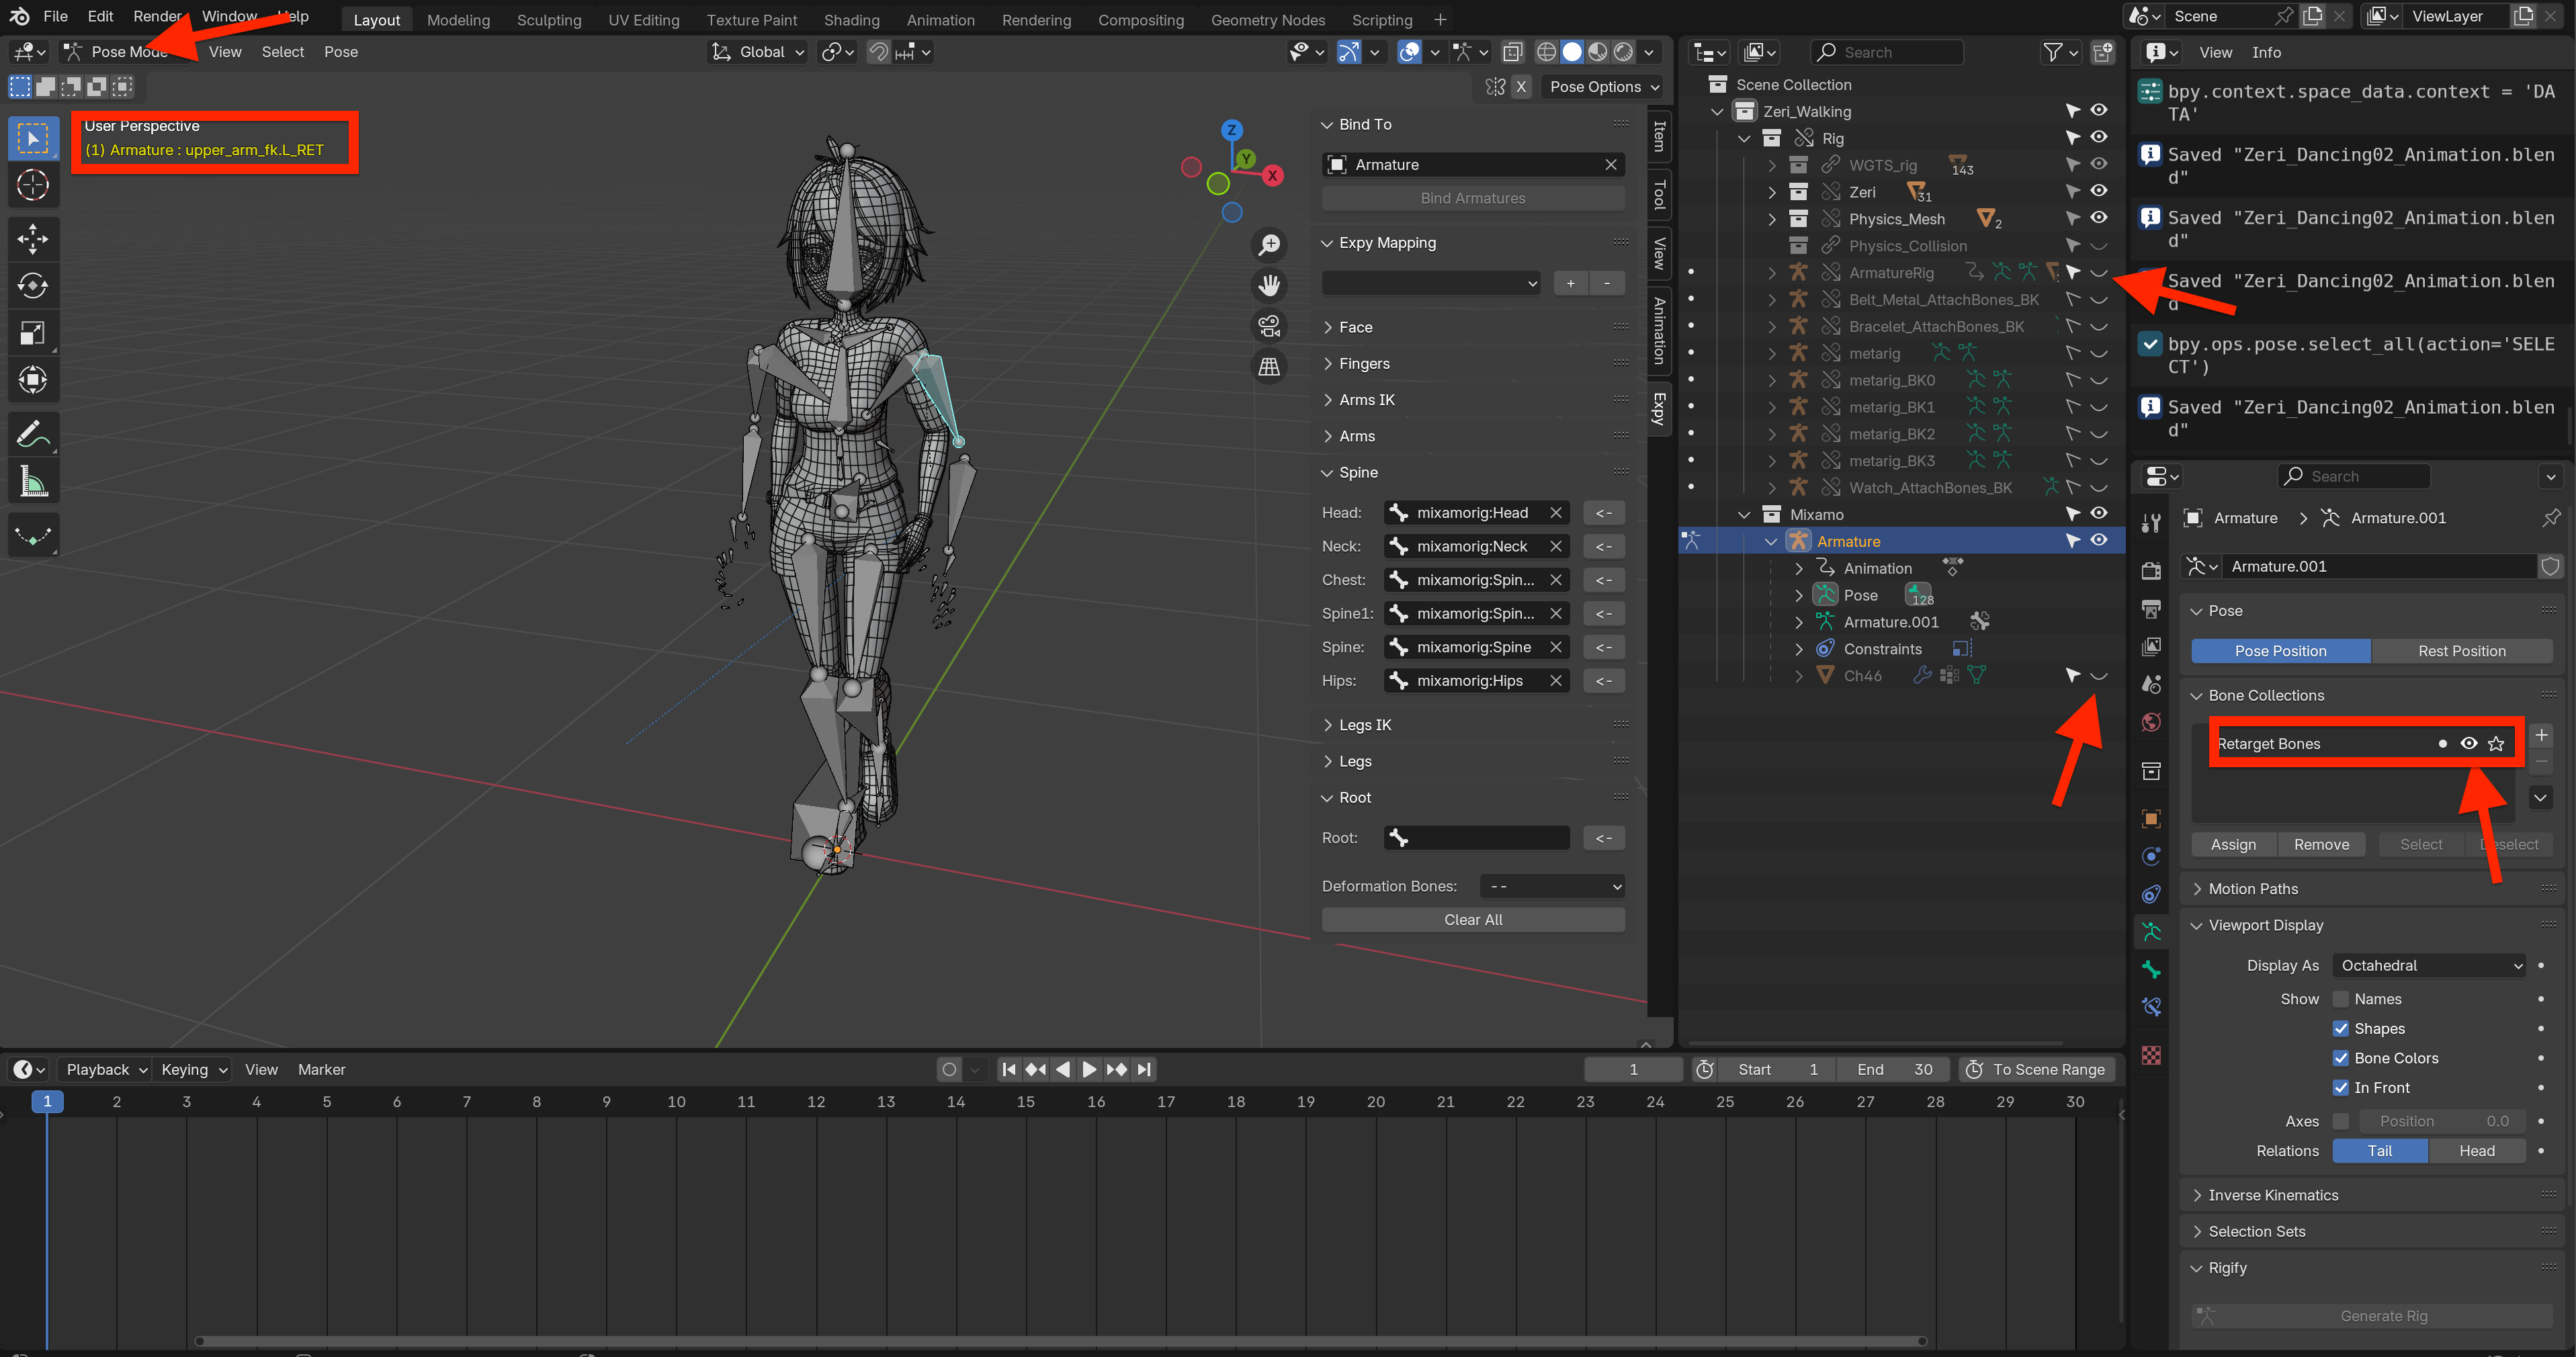 File Edit Render Window Help Layout Modeling Sculpting UV Editing Texture Paint Shading Animation Rendering Compositing Geometry Nodes Scripting + Scene ViewLayer
Pose Mode View Select Pose Global
X Pose Options
User Perspective
(1) Armature : upper_arm_fk.L_RET
Z
Y
X
Bind To
Armature
Bind Armatures
Expy Mapping
+ -
Face
Fingers
Arms IK
Arms
Spine
Head: mixamorig:Head <-
Neck: mixamorig:Neck <-
Chest: mixamorig:Spin... <-
Spine1: mixamorig:Spin... <-
Spine: mixamorig:Spine <-
Hips: mixamorig:Hips <-
Legs IK
Legs
Root
Root: <-
Deformation Bones: --
Clear All
Item
Tool
View
Animation
Expy
Search
Scene Collection
Zeri_Walking
Rig
WGTS_rig 143
Zeri 31
Physics_Mesh 2
Physics_Collision
ArmatureRig
Belt_Metal_AttachBones_BK
Bracelet_AttachBones_BK
metarig
metarig_BK0
metarig_BK1
metarig_BK2
metarig_BK3
Watch_AttachBones_BK
Mixamo
Armature
Animation
Pose 128
Armature.001
Constraints
Ch46
View Info
bpy.context.space_data.context = 'DA
TA'
Saved "Zeri_Dancing02_Animation.blen
d"
Saved "Zeri_Dancing02_Animation.blen
d"
Saved "Zeri_Dancing02_Animation.blen
d"
bpy.ops.pose.select_all(action='SELE
CT')
Saved "Zeri_Dancing02_Animation.blen
d"
Search
Armature Armature.001
Armature.001
Pose
Pose Position Rest Position
Bone Collections
Retarget Bones
Assign Remove Select Deselect
Motion Paths
Viewport Display
Display As Octahedral
Show Names
Shapes
Bone Colors
In Front
Axes Position 0.0
Relations Tail Head
Inverse Kinematics
Selection Sets
Rigify
Generate Rig
Playback Keying View Marker 1 Start 1 End 30 To Scene Range
1 2 3 4 5 6 7 8 9 10 11 12 13 14 15 16 17 18 19 20 21 22 23 24 25 26 27 28 29 30